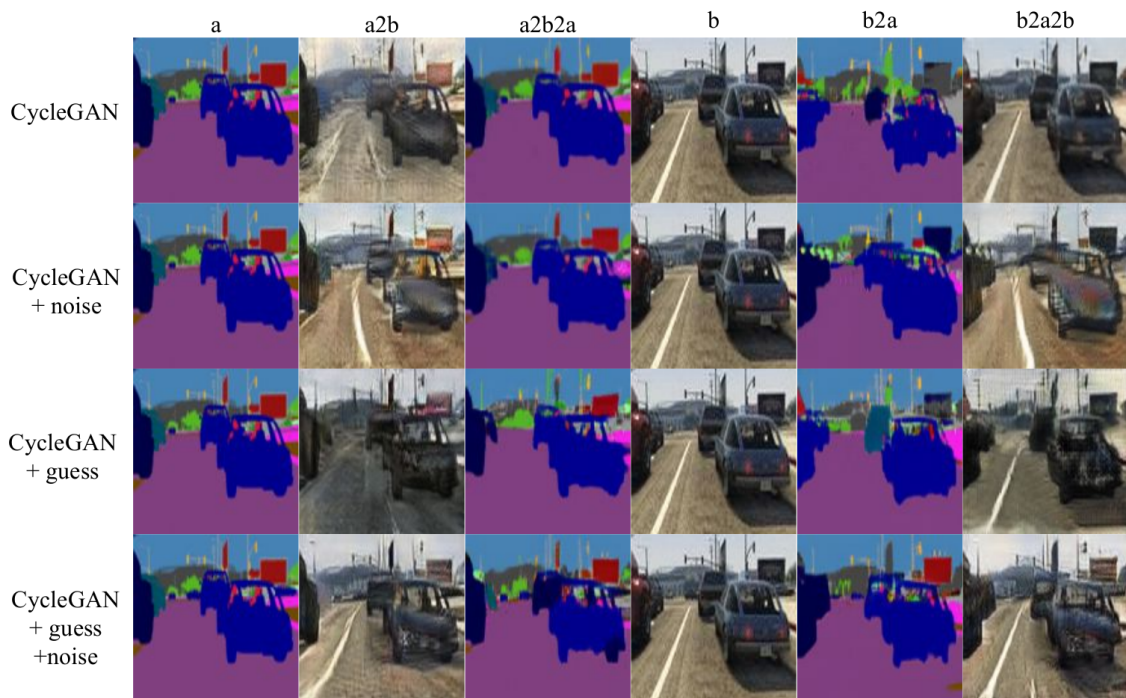 a a2b a2b2a b b2a b2a2b
CycleGAN
CycleGAN
+ noise
CycleGAN
+ guess
CycleGAN
+ guess
+noise